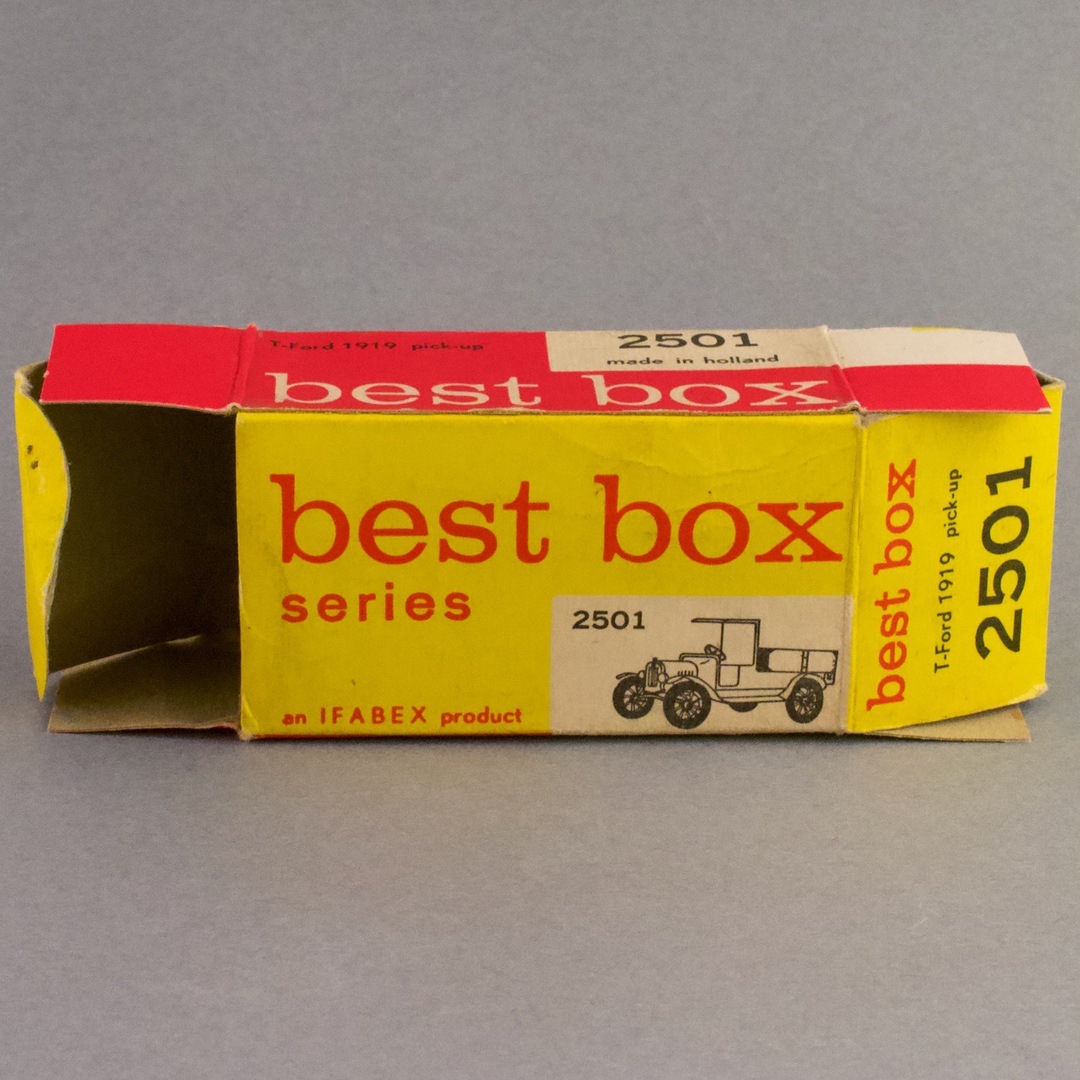 T-Ford 1919 pick-up
2501
made in holland
best box
best box
series
2501
an IFABEX product
best box
T-Ford 1919 pick-up
2501